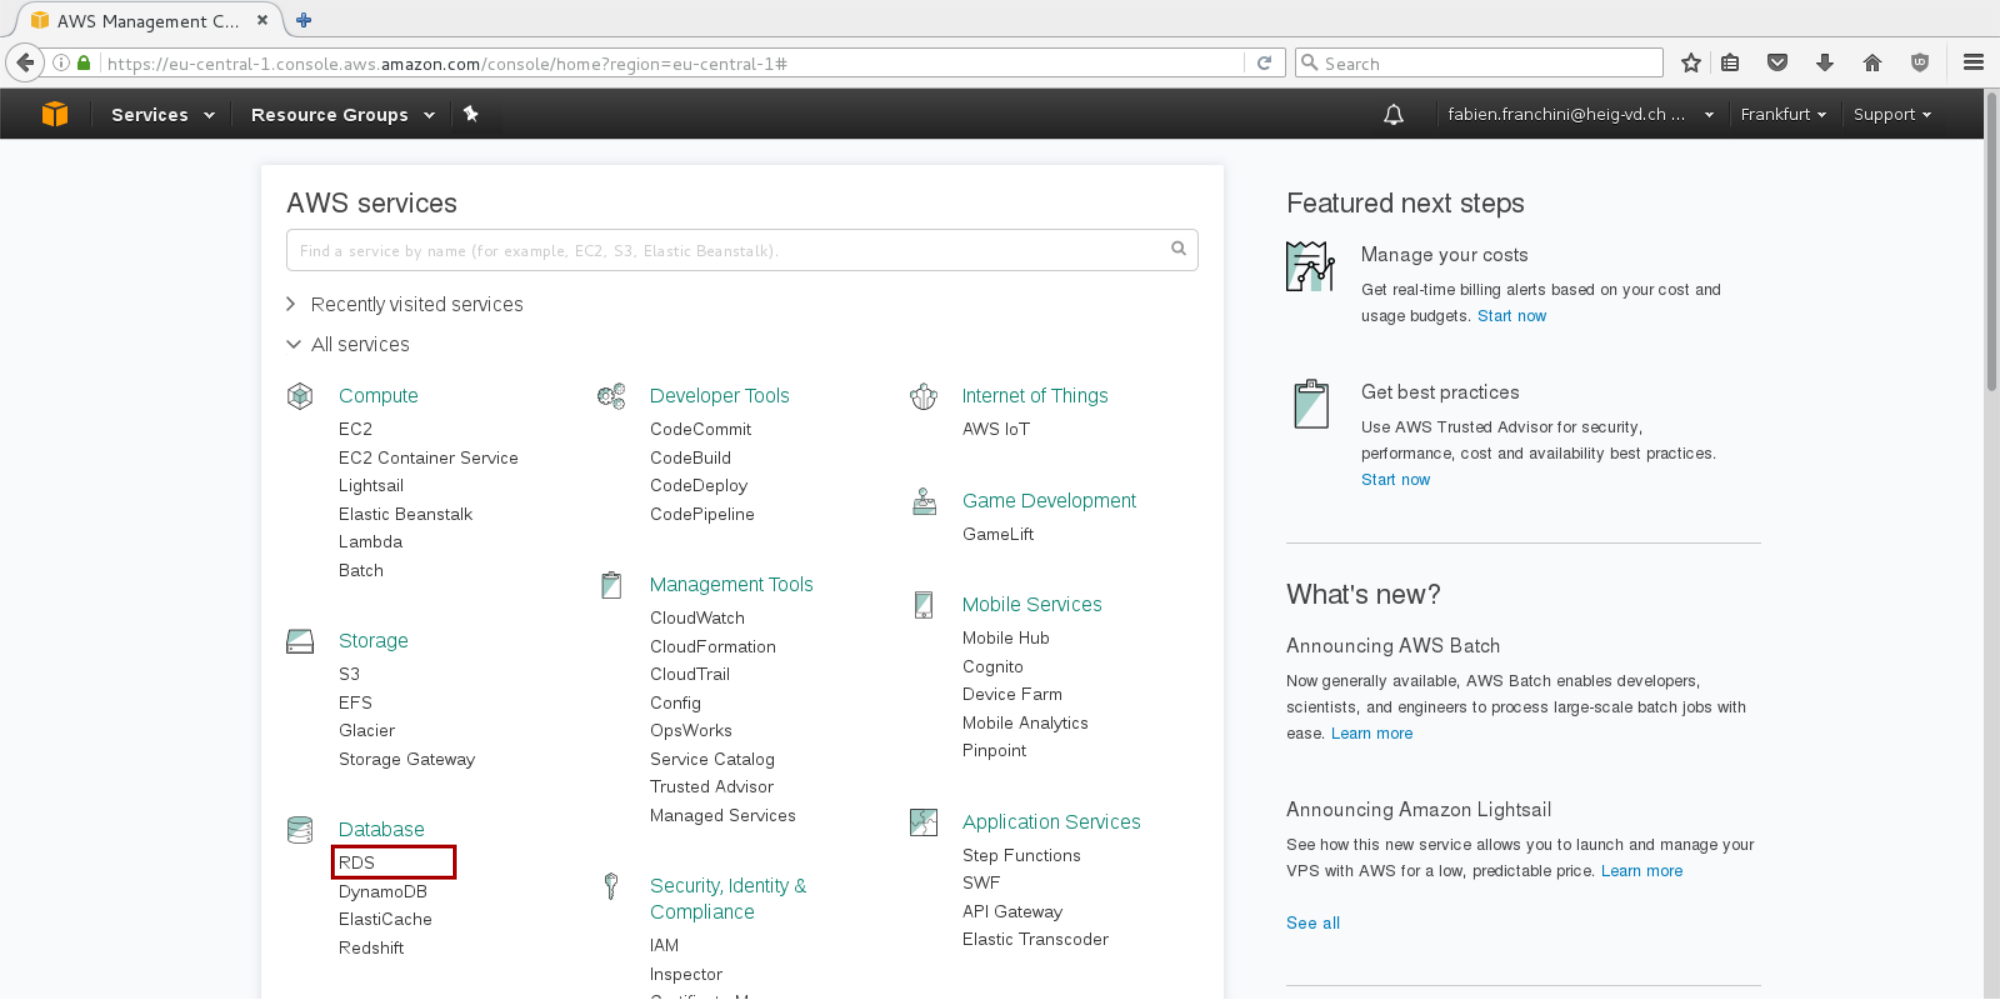 AWS Management C...
https://eu-central-1.console.aws.amazon.com/console/home?region=eu-central-1#
Search
Services
Resource Groups
fabien.franchini@heig-vd.ch ...
Frankfurt
Support
AWS services
Find a service by name (for example, EC2, S3, Elastic Beanstalk).
Recently visited services
All services
Compute
EC2
EC2 Container Service
Lightsail
Elastic Beanstalk
Lambda
Batch
Storage
S3
EFS
Glacier
Storage Gateway
Database
RDS
DynamoDB
ElastiCache
Redshift
Developer Tools
CodeCommit
CodeBuild
CodeDeploy
CodePipeline
Management Tools
CloudWatch
CloudFormation
CloudTrail
Config
OpsWorks
Service Catalog
Trusted Advisor
Managed Services
Security, Identity &
Compliance
IAM
Inspector
Internet of Things
AWS IoT
Game Development
GameLift
Mobile Services
Mobile Hub
Cognito
Device Farm
Mobile Analytics
Pinpoint
Application Services
Step Functions
SWF
API Gateway
Elastic Transcoder
Featured next steps
Manage your costs
Get real-time billing alerts based on your cost and
usage budgets. Start now
Get best practices
Use AWS Trusted Advisor for security,
performance, cost and availability best practices.
Start now
What's new?
Announcing AWS Batch
Now generally available, AWS Batch enables developers,
scientists, and engineers to process large-scale batch jobs with
ease. Learn more
Announcing Amazon Lightsail
See how this new service allows you to launch and manage your
VPS with AWS for a low, predictable price. Learn more
See all